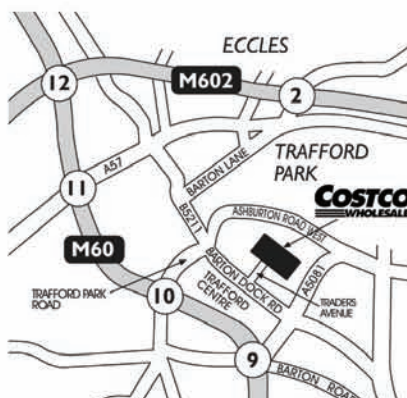 ECCLES
12
M602
2
A57
BARTON LANE
TRAFFORD
PARK
COSTCO
WHOLESALE
11
B5211
ASHBURTON ROAD WEST
M60
BARTON DOCK RD
TRAFFORD
CENTRE
A5081
TRAFFORD PARK
ROAD
TRADERS
AVENUE
10
9
BARTON ROAD